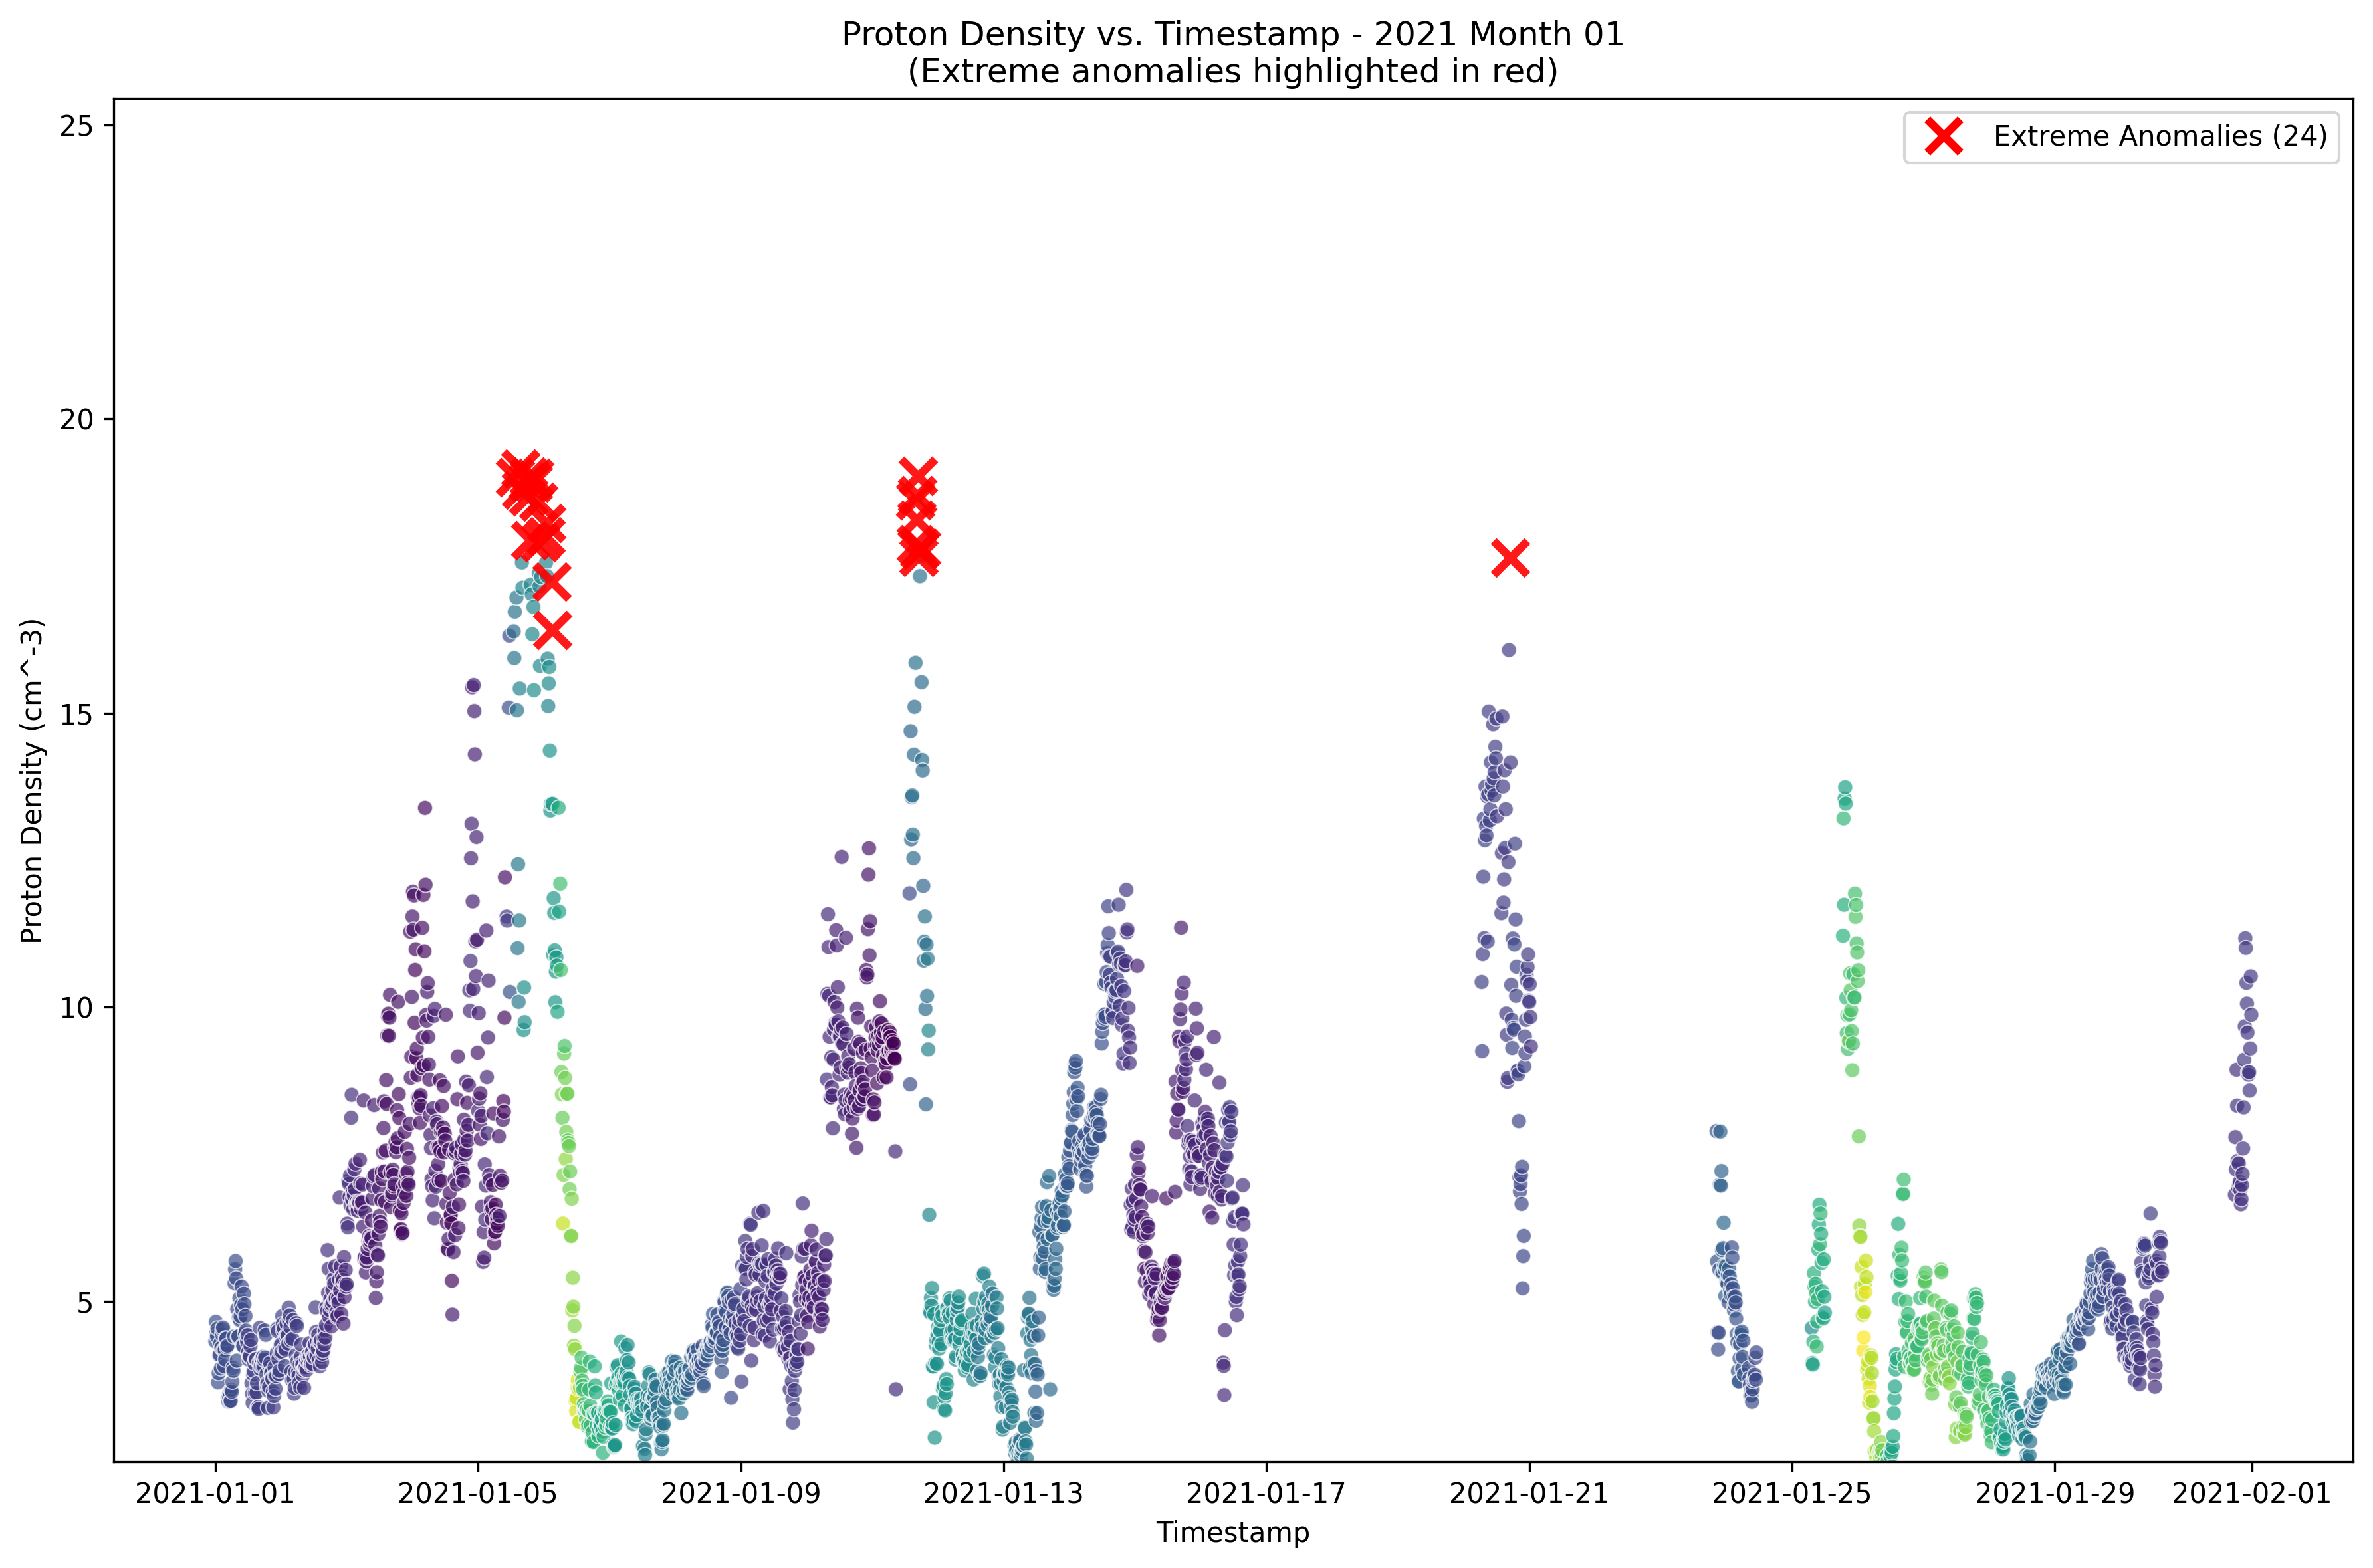 Proton Density vs. Timestamp - 2021 Month 01
(Extreme anomalies highlighted in red)
Extreme Anomalies (24)
Proton Density (cm^-3)
25
20
15
10
5
2021-01-01
2021-01-05
2021-01-09
2021-01-13
2021-01-17
2021-01-21
2021-01-25
2021-01-29
2021-02-01
Timestamp